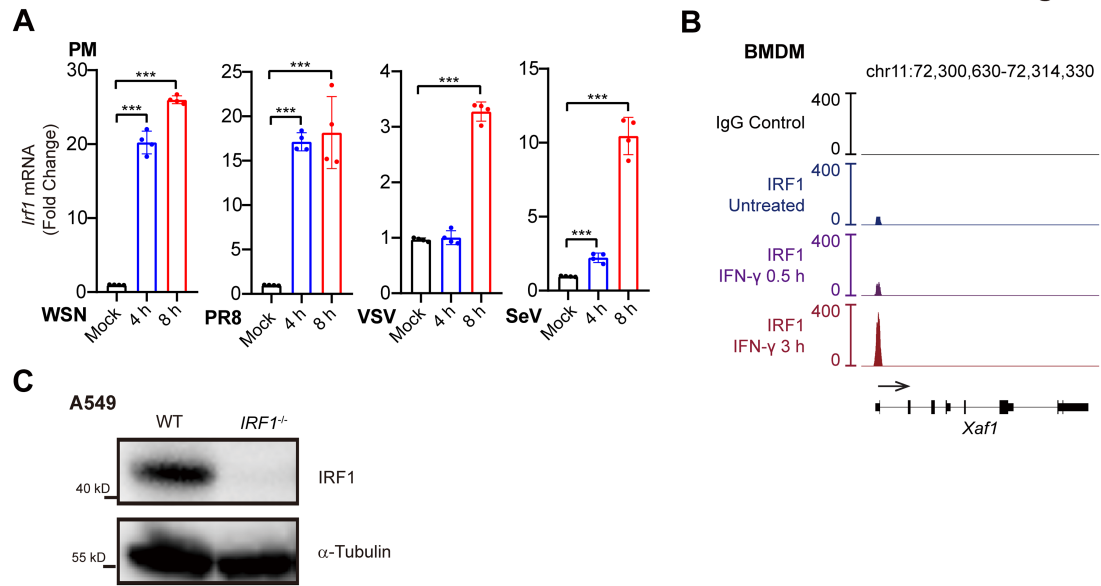 A
PM
Irf1 mRNA
(Fold Change)
30
20
10
0
***
***
WSN
Mock
4 h
8 h
25
20
15
10
5
0
***
***
PR8
Mock
4 h
8 h
4
3
2
1
0
***
VSV
Mock
4 h
8 h
15
10
5
0
***
***
SeV
Mock
4 h
8 h
B
BMDM
chr11:72,300,630-72,314,330
IgG Control
400
0
IRF1
Untreated
400
0
IRF1
IFN-γ 0.5 h
400
0
IRF1
IFN-γ 3 h
400
0
Xaf1
C
A549
WT
IRF1-/-
40 kD
IRF1
55 kD
α-Tubulin